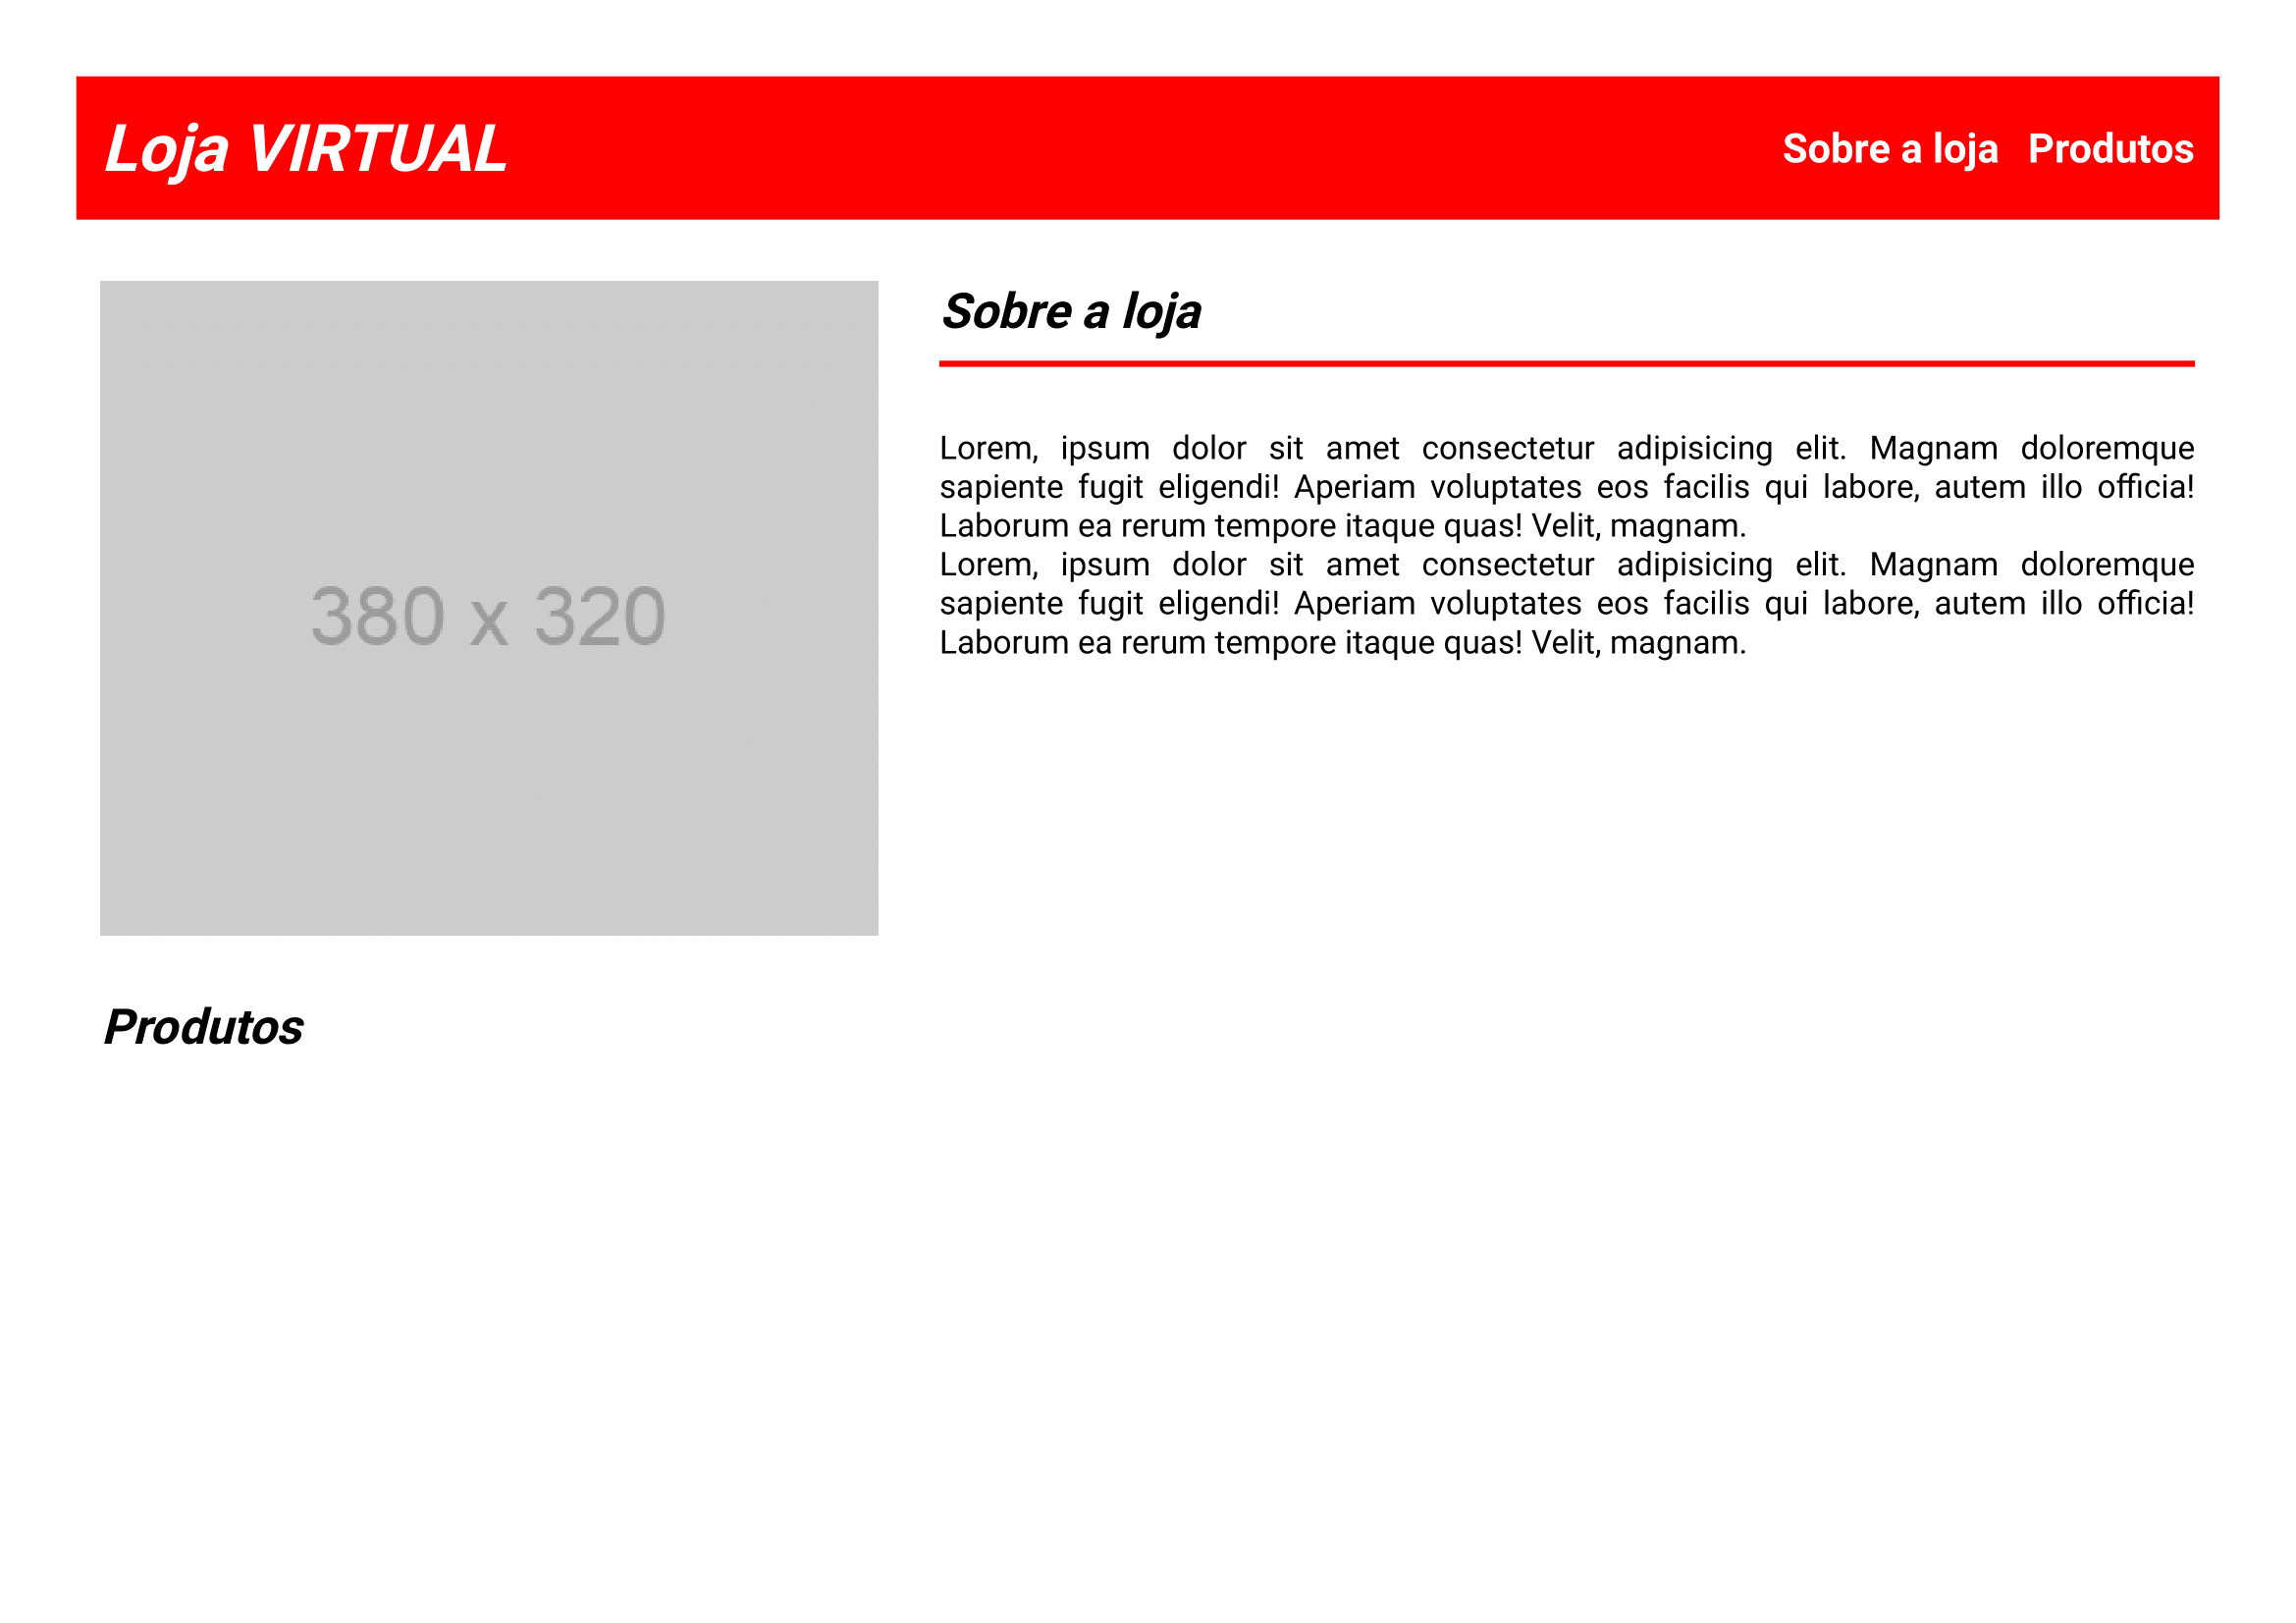 Loja VIRTUAL
Sobre a loja Produtos
380 x 320
Sobre a loja
Lorem, ipsum dolor sit amet consectetur adipisicing elit. Magnam doloremque
sapiente fugit eligendi! Aperiam voluptates eos facilis qui labore, autem illo officia!
Laborum ea rerum tempore itaque quas! Velit, magnam.
Lorem, ipsum dolor sit amet consectetur adipisicing elit. Magnam doloremque
sapiente fugit eligendi! Aperiam voluptates eos facilis qui labore, autem illo officia!
Laborum ea rerum tempore itaque quas! Velit, magnam.
Produtos